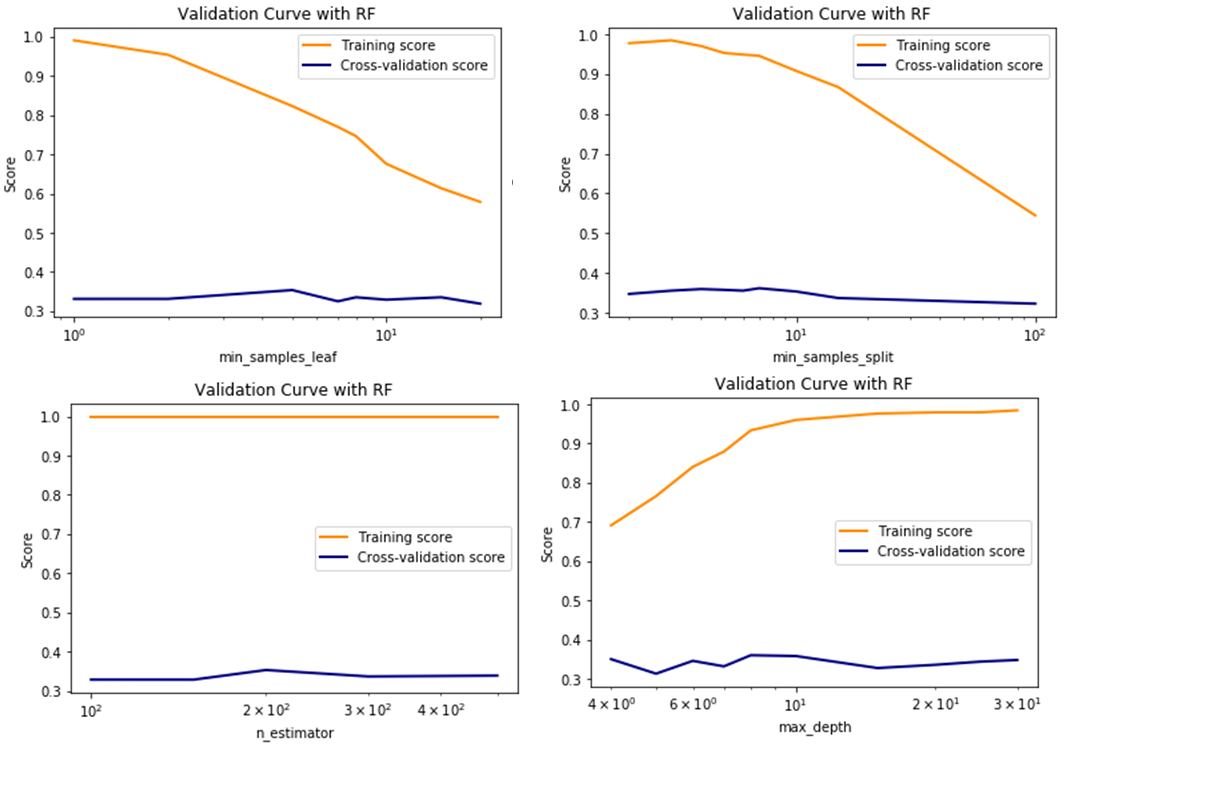 Validation Curve with RF
1.0
0.9
0.8
0.7
0.6
0.5
0.4
0.3
Score
Training score
Cross-validation score
10⁰
10¹
min_samples_leaf
Validation Curve with RF
1.0
0.9
0.8
0.7
0.6
0.5
0.4
0.3
Score
Training score
Cross-validation score
10¹
10²
min_samples_split
Validation Curve with RF
1.0
0.9
0.8
0.7
0.6
0.5
0.4
0.3
Score
Training score
Cross-validation score
10²
2 × 10²
3 × 10²
4 × 10²
n_estimator
Validation Curve with RF
1.0
0.9
0.8
0.7
0.6
0.5
0.4
0.3
Score
Training score
Cross-validation score
4 × 10⁰
6 × 10⁰
10¹
2 × 10¹
3 × 10¹
max_depth